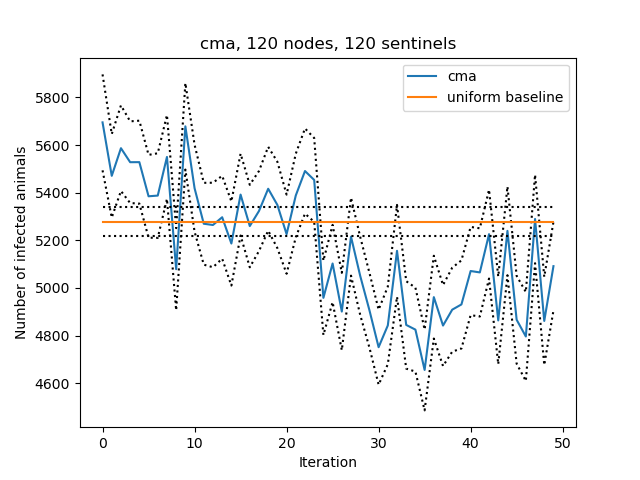 cma, 120 nodes, 120 sentinels
cma
uniform baseline
Number of infected animals
5800
5600
5400
5200
5000
4800
4600
0 10 20 30 40 50
Iteration